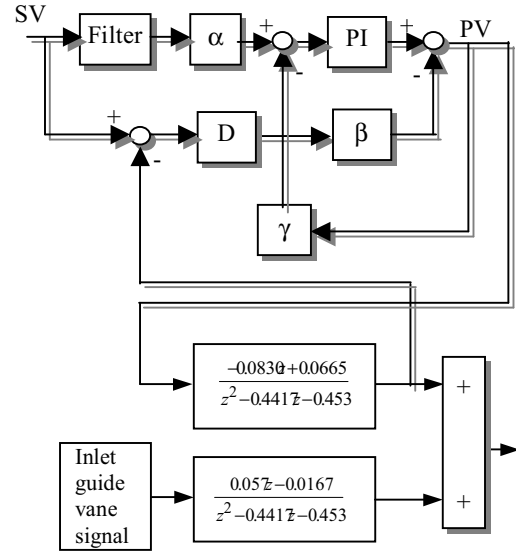 SV
Filter
α
+
-
PI
+
-
PV
+
-
D
β
γ
-0.0830z+0.0665
z²-0.4417z-0.453
+
Inlet
guide
vane
signal
0.057z-0.0167
z²-0.4417z-0.453
+